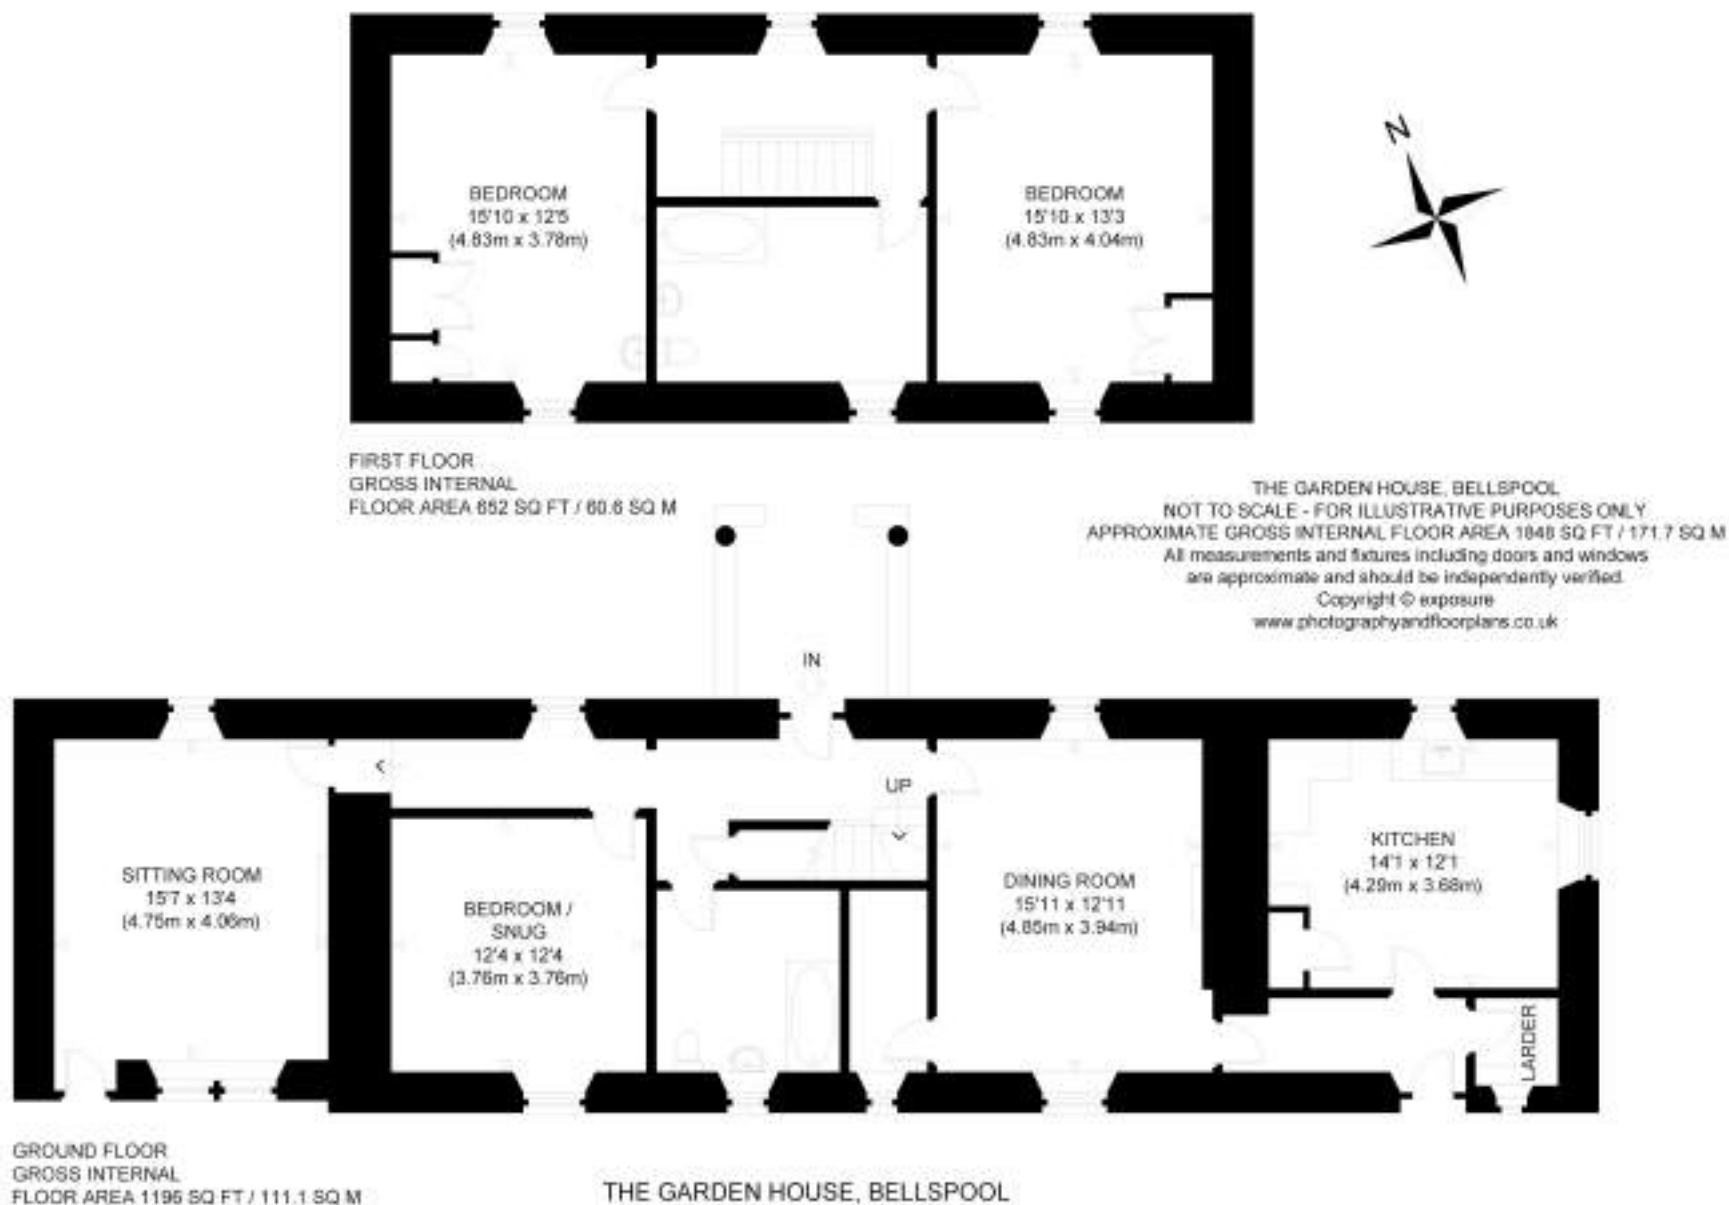 BEDROOM
15'10 x 12'5
(4.83m x 3.78m)
BEDROOM
15'10 x 13'3
(4.83m x 4.04m)
N
FIRST FLOOR
GROSS INTERNAL
FLOOR AREA 652 SQ FT / 60.6 SQ M
THE GARDEN HOUSE, BELLSPOOL
NOT TO SCALE - FOR ILLUSTRATIVE PURPOSES ONLY
APPROXIMATE GROSS INTERNAL FLOOR AREA 1848 SQ FT / 171.7 SQ M
All measurements and fixtures including doors and windows
are approximate and should be independently verified.
Copyright © exposure
www.photographyandfloorplans.co.uk
IN
UP
SITTING ROOM
15'7 x 13'4
(4.75m x 4.06m)
BEDROOM /
SNUG
12'4 x 12'4
(3.76m x 3.76m)
DINING ROOM
15'11 x 12'11
(4.85m x 3.94m)
KITCHEN
14'1 x 12'1
(4.29m x 3.68m)
LARDER
GROUND FLOOR
GROSS INTERNAL
FLOOR AREA 1196 SQ FT / 111.1 SQ M
THE GARDEN HOUSE, BELLSPOOL